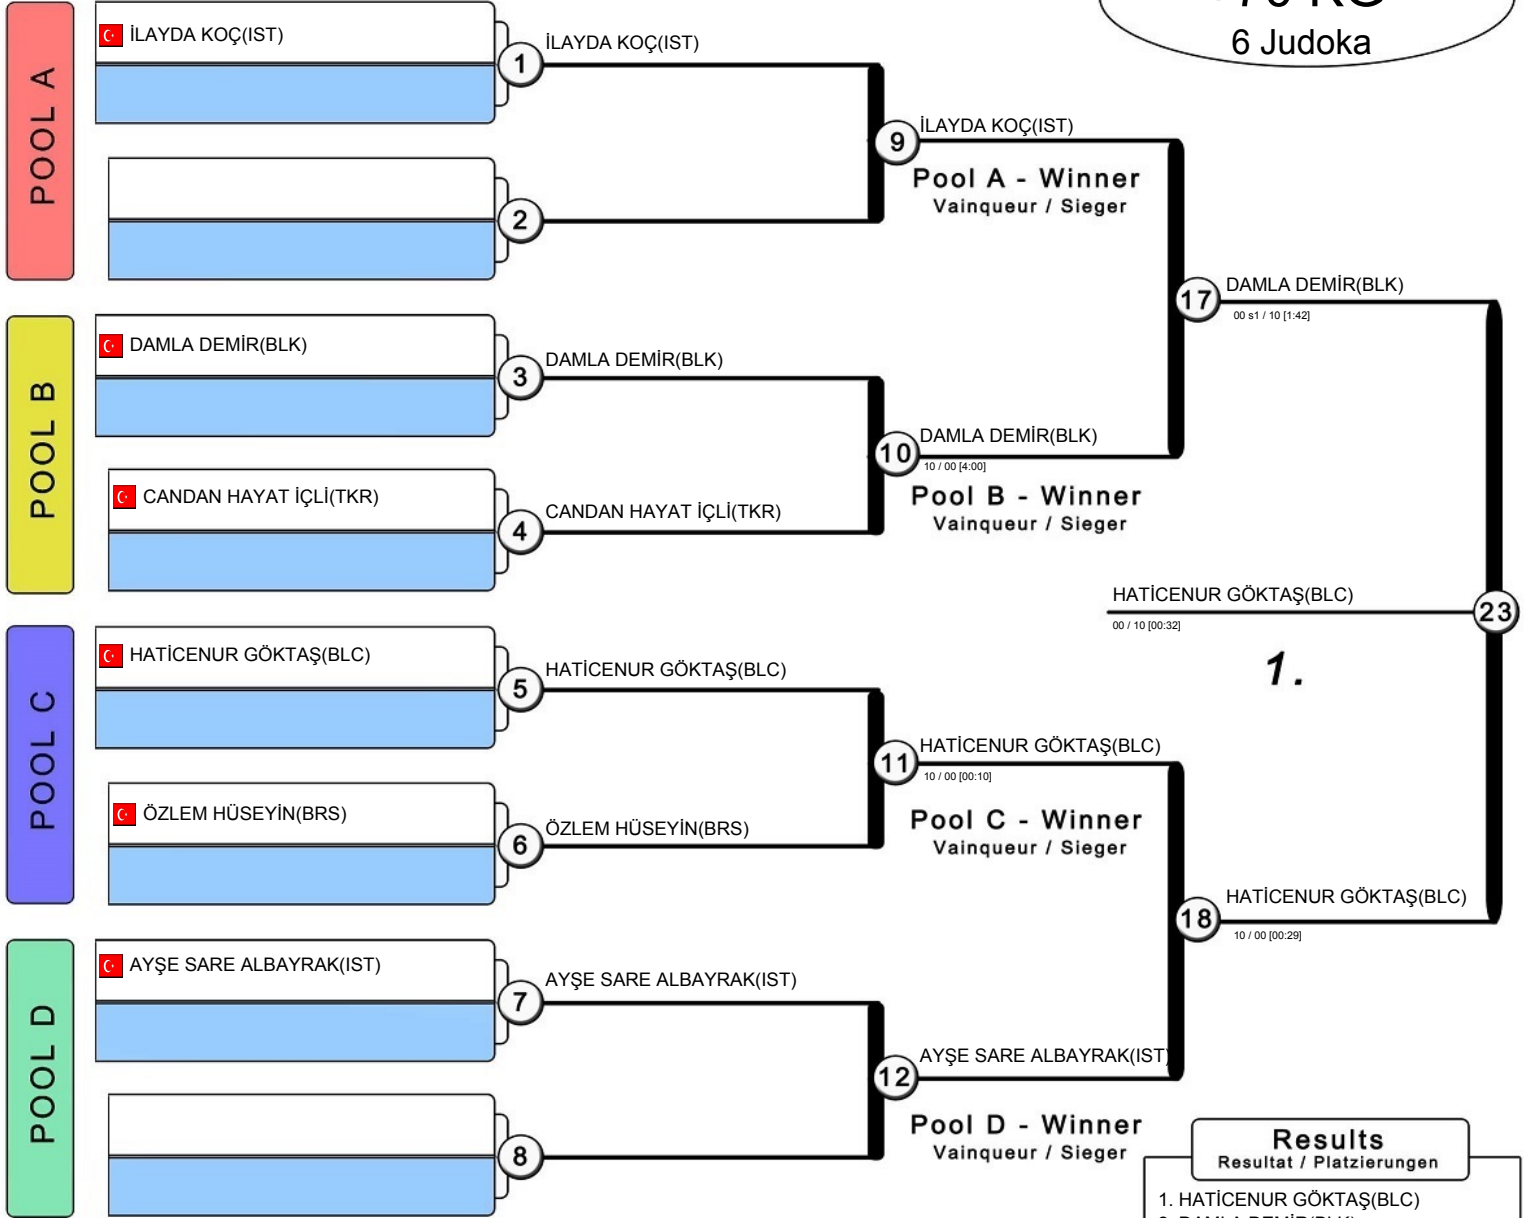 6 Judoka
POOL A
İLAYDA KOÇ(IST)
1
İLAYDA KOÇ(IST)
2
9
İLAYDA KOÇ(IST)
Pool A - Winner
Vainqueur / Sieger
POOL B
DAMLA DEMİR(BLK)
3
DAMLA DEMİR(BLK)
CANDAN HAYAT İÇLİ(TKR)
4
CANDAN HAYAT İÇLİ(TKR)
10
DAMLA DEMİR(BLK)
10 / 00 [4:00]
Pool B - Winner
Vainqueur / Sieger
17
DAMLA DEMİR(BLK)
00 s1 / 10 [1:42]
POOL C
HATİCENUR GÖKTAŞ(BLC)
5
HATİCENUR GÖKTAŞ(BLC)
ÖZLEM HÜSEYİN(BRS)
6
ÖZLEM HÜSEYİN(BRS)
11
HATİCENUR GÖKTAŞ(BLC)
10 / 00 [00:10]
Pool C - Winner
Vainqueur / Sieger
POOL D
AYŞE SARE ALBAYRAK(IST)
7
AYŞE SARE ALBAYRAK(IST)
8
12
AYŞE SARE ALBAYRAK(IST)
Pool D - Winner
Vainqueur / Sieger
18
HATİCENUR GÖKTAŞ(BLC)
10 / 00 [00:29]
HATİCENUR GÖKTAŞ(BLC)
23
00 / 10 [00:32]
1.
Results
Resultat / Platzierungen
1. HATİCENUR GÖKTAŞ(BLC)